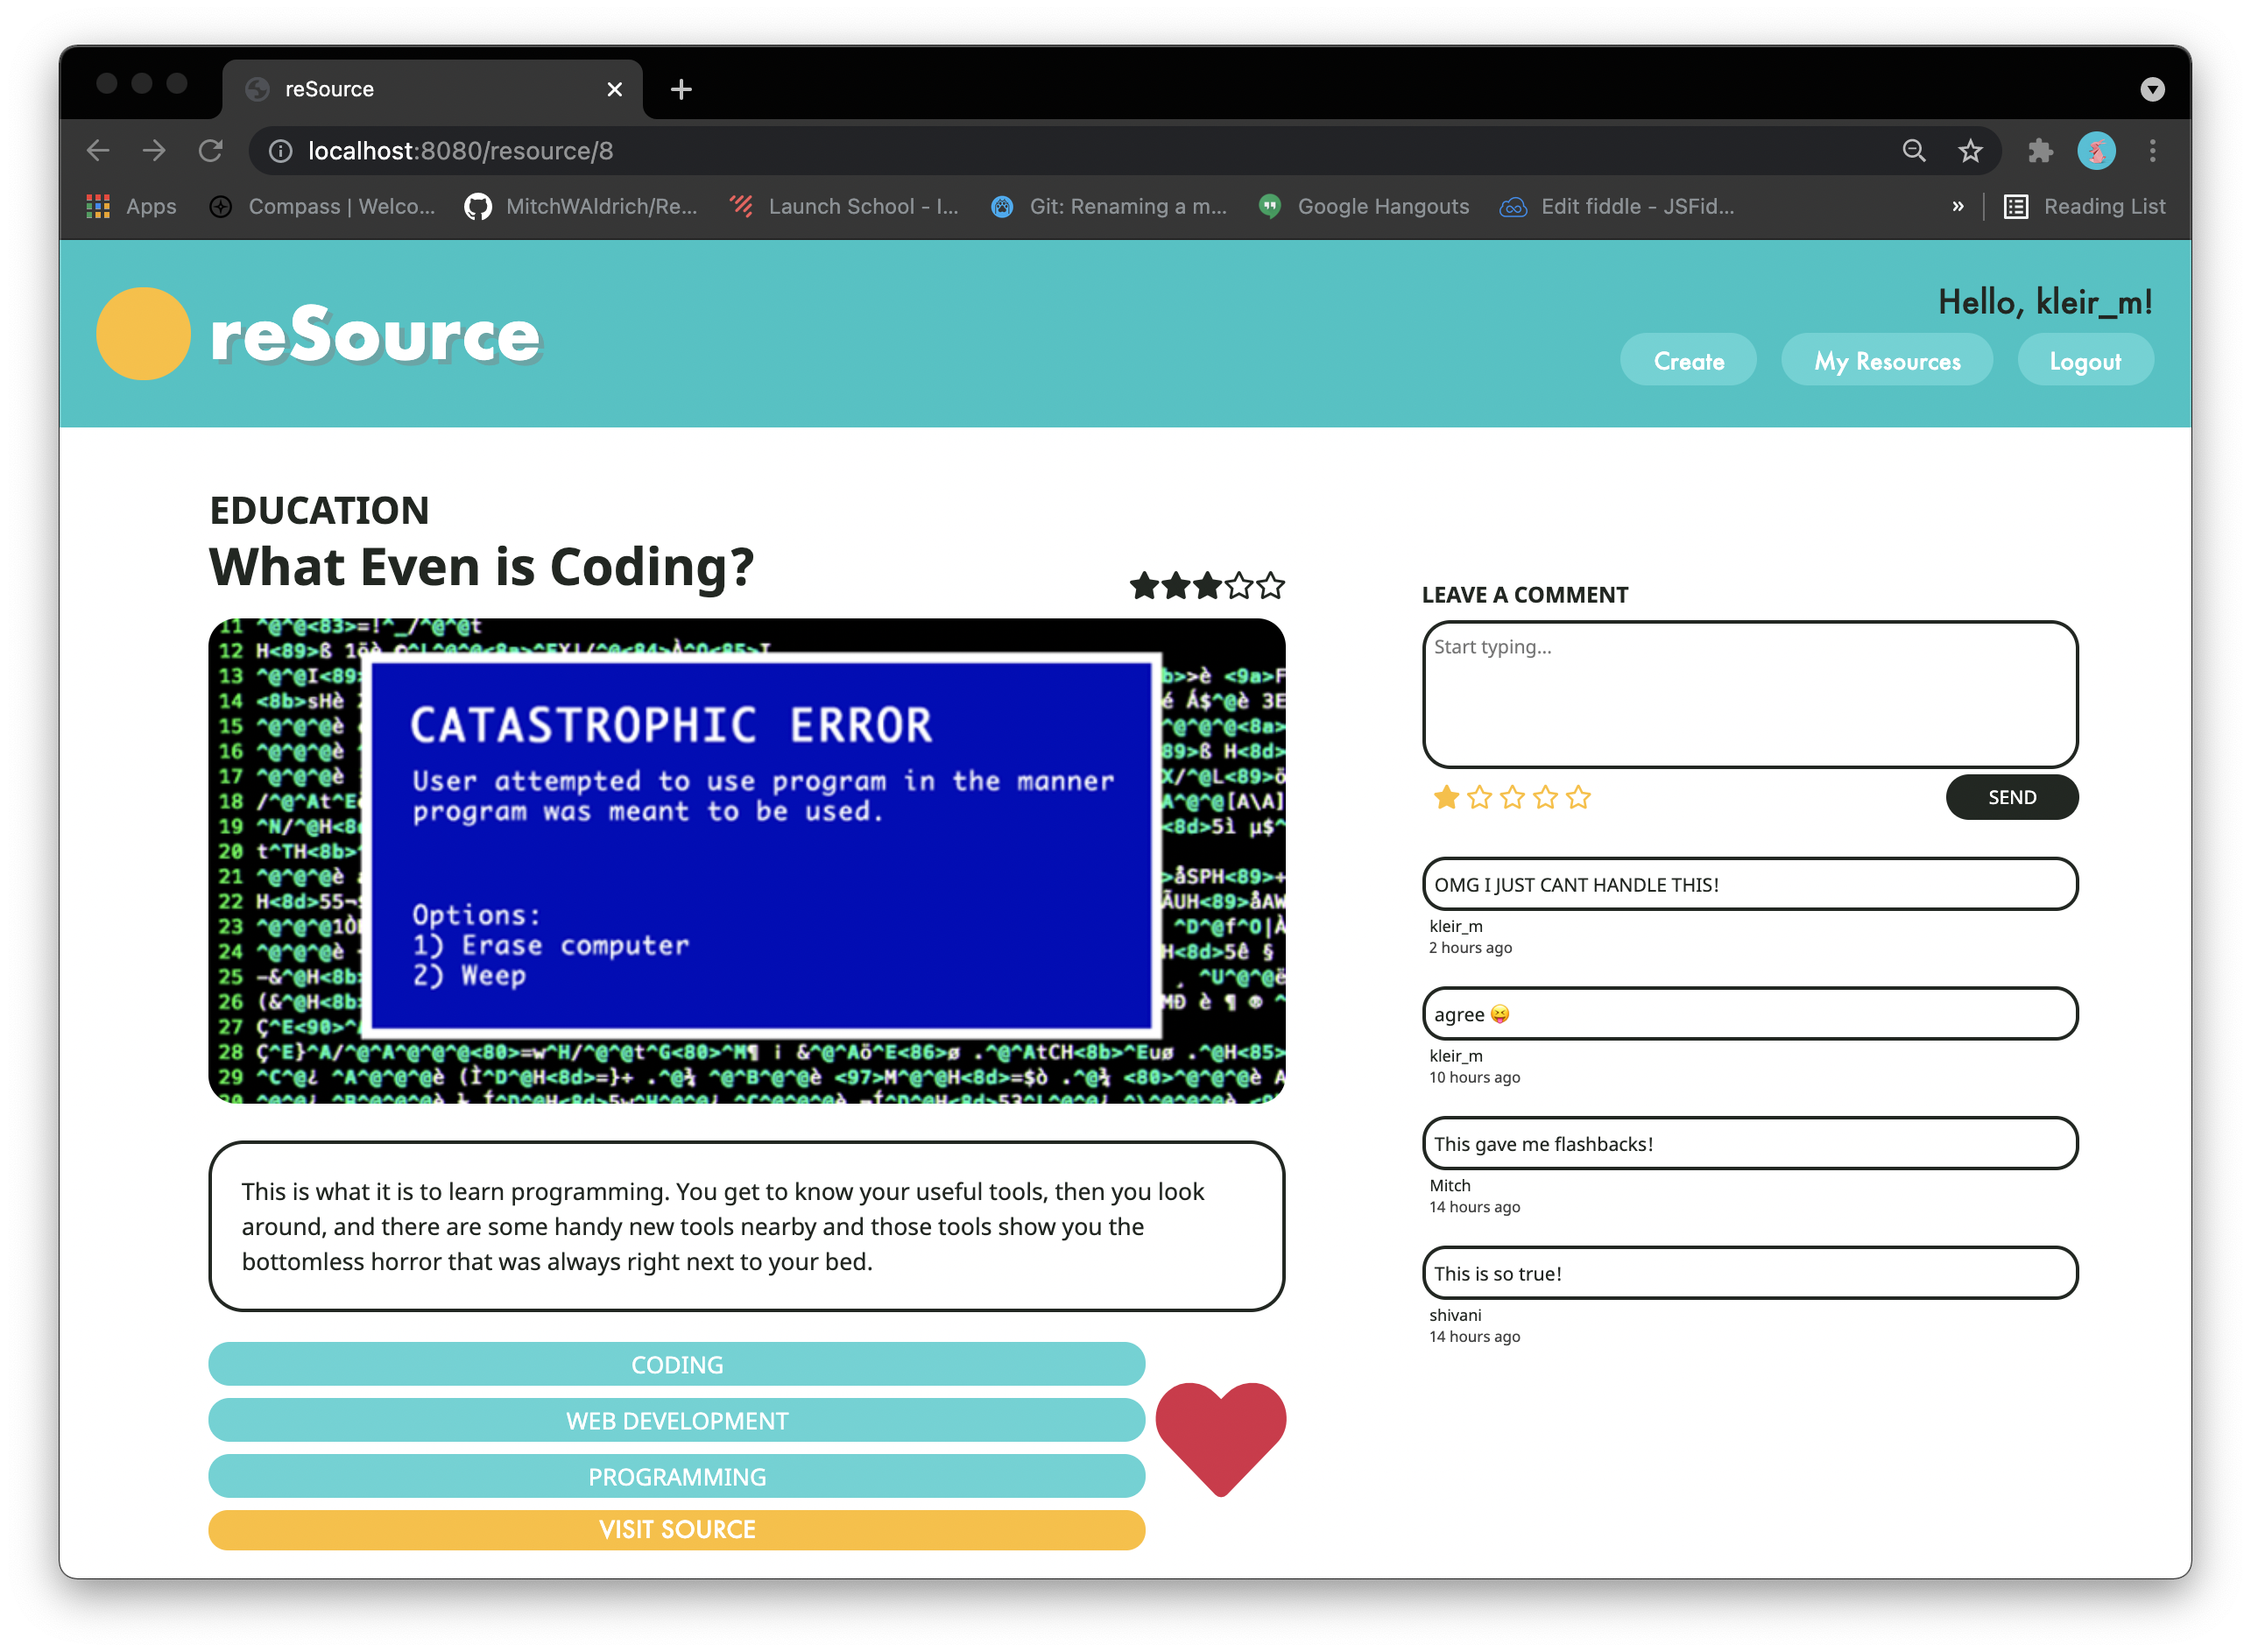 reSource
localhost:8080/resource/8
Apps
Compass | Welco...
MitchWAldrich/Re...
Launch School - I...
Git: Renaming a m...
Google Hangouts
Edit fiddle - JSFid...
»
Reading List
reSource
Hello, kleir_m!
Create
My Resources
Logout
EDUCATION
What Even is Coding?
CATASTROPHIC ERROR
User attempted to use program in the manner
program was meant to be used.
Options:
1) Erase computer
2) Weep
This is what it is to learn programming. You get to know your useful tools, then you look
around, and there are some handy new tools nearby and those tools show you the
bottomless horror that was always right next to your bed.
CODING
WEB DEVELOPMENT
PROGRAMMING
VISIT SOURCE
LEAVE A COMMENT
Start typing...
SEND
OMG I JUST CANT HANDLE THIS!
kleir_m
2 hours ago
agree 😝
kleir_m
10 hours ago
This gave me flashbacks!
Mitch
14 hours ago
This is so true!
shivani
14 hours ago